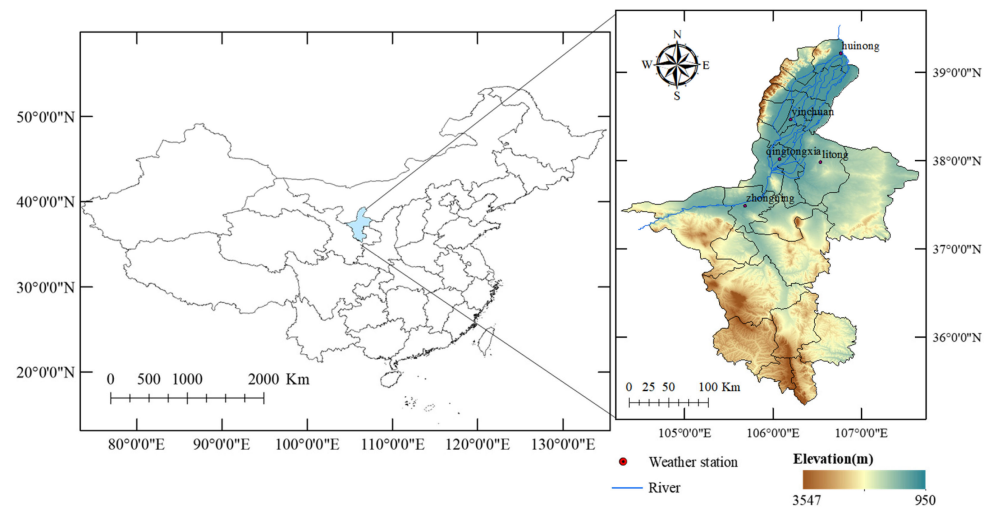 50°0'0"N
40°0'0"N
30°0'0"N
20°0'0"N
0 500 1000 2000 Km
80°0'0"E 90°0'0"E 100°0'0"E 110°0'0"E 120°0'0"E 130°0'0"E
N
W E
S
huinong
yinchuan
qingtongxia
litong
zhongning
39°0'0"N
38°0'0"N
37°0'0"N
36°0'0"N
0 25 50 100 Km
105°0'0"E 106°0'0"E 107°0'0"E
Weather station
River
Elevation(m)
3547 950